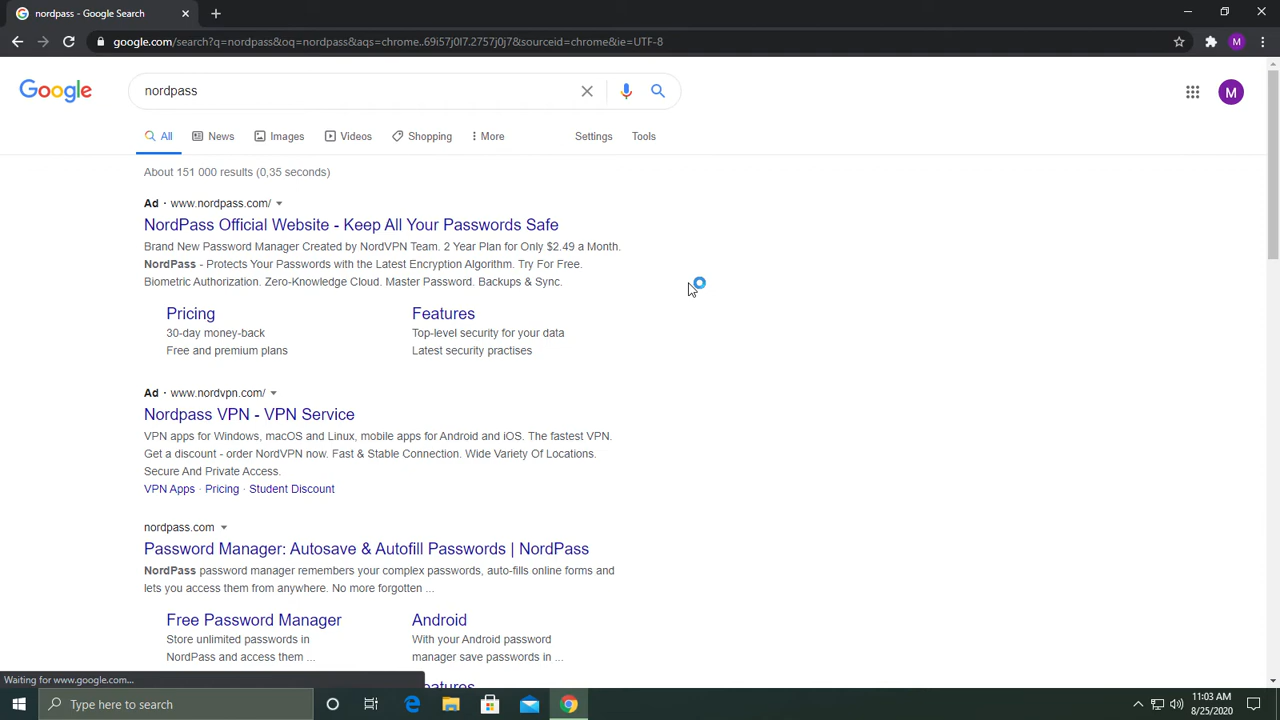 nordpass - Google Search
google.com/search?q=nordpass&oq=nordpass&aqs=chrome..69i57j0l7.2757j0j7&sourceid=chrome&ie=UTF-8
M
Google
nordpass
M
All
News
Images
Videos
Shopping
More
Settings
Tools
About 151 000 results (0,35 seconds)
Ad · www.nordpass.com/
NordPass Official Website - Keep All Your Passwords Safe
Brand New Password Manager Created by NordVPN Team. 2 Year Plan for Only $2.49 a Month.
NordPass - Protects Your Passwords with the Latest Encryption Algorithm. Try For Free.
Biometric Authorization. Zero-Knowledge Cloud. Master Password. Backups & Sync.
Pricing
30-day money-back
Free and premium plans
Features
Top-level security for your data
Latest security practises
Ad · www.nordvpn.com/
Nordpass VPN - VPN Service
VPN apps for Windows, macOS and Linux, mobile apps for Android and iOS. The fastest VPN.
Get a discount - order NordVPN now. Fast & Stable Connection. Wide Variety Of Locations.
Secure And Private Access.
VPN Apps · Pricing · Student Discount
nordpass.com
Password Manager: Autosave & Autofill Passwords | NordPass
NordPass password manager remembers your complex passwords, auto-fills online forms and
lets you access them from anywhere. No more forgotten ...
Free Password Manager
Store unlimited passwords in
NordPass and access them ...
Android
With your Android password
manager save passwords in ...
Waiting for www.google.com...
Type here to search
11:03 AM
8/25/2020